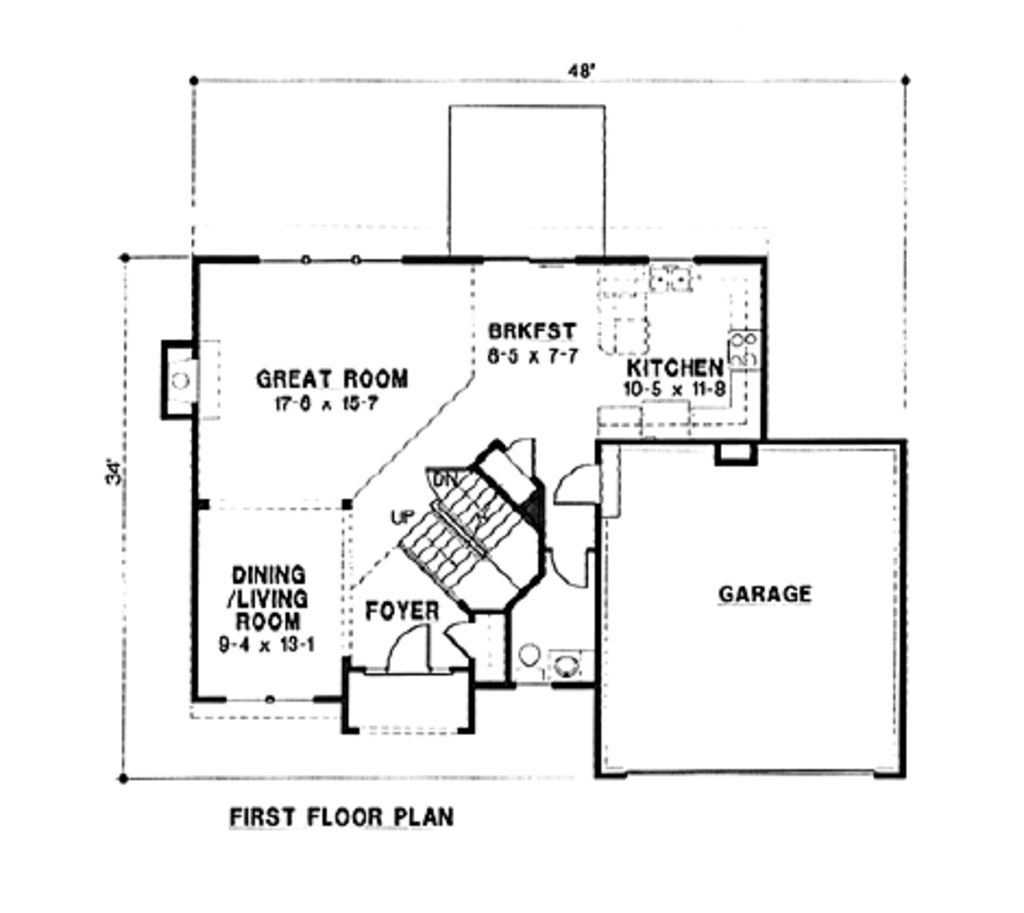 48'
BRKFST
8-5 x 7-7
KITCHEN
10-5 x 11-8
GREAT ROOM
17-8 x 15-7
34'
DN
UP
DINING
/LIVING
ROOM
9-4 x 13-1
FOYER
GARAGE
FIRST FLOOR PLAN